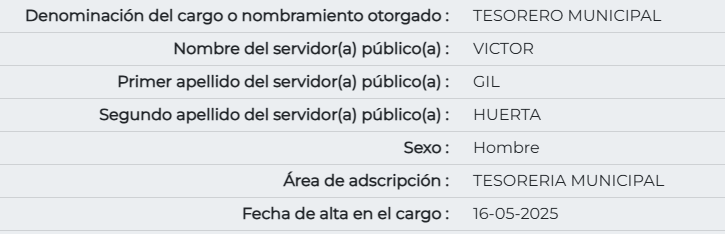 Denominación del cargo o nombramiento otorgado : TESORERO MUNICIPAL
Nombre del servidor(a) público(a) : VICTOR
Primer apellido del servidor(a) público(a) : GIL
Segundo apellido del servidor(a) público(a) : HUERTA
Sexo : Hombre
Área de adscripción : TESORERIA MUNICIPAL
Fecha de alta en el cargo : 16-05-2025